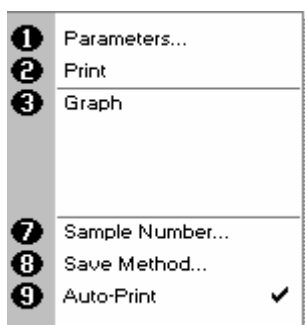 1 Parameters...
2 Print
3 Graph
7 Sample Number...
8 Save Method...
9 Auto-Print ✓